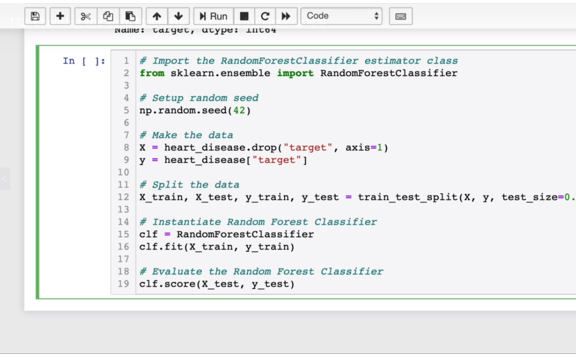 Run Code
Name: target, dtype: int64
In [ ]:
1 # Import the RandomForestClassifier estimator class
2 from sklearn.ensemble import RandomForestClassifier
3
4 # Setup random seed
5 np.random.seed(42)
6
7 # Make the data
8 X = heart_disease.drop("target", axis=1)
9 y = heart_disease["target"]
10
11 # Split the data
12 X_train, X_test, y_train, y_test = train_test_split(X, y, test_size=0.
13
14 # Instantiate Random Forest Classifier
15 clf = RandomForestClassifier
16 clf.fit(X_train, y_train)
17
18 # Evaluate the Random Forest Classifier
19 clf.score(X_test, y_test)